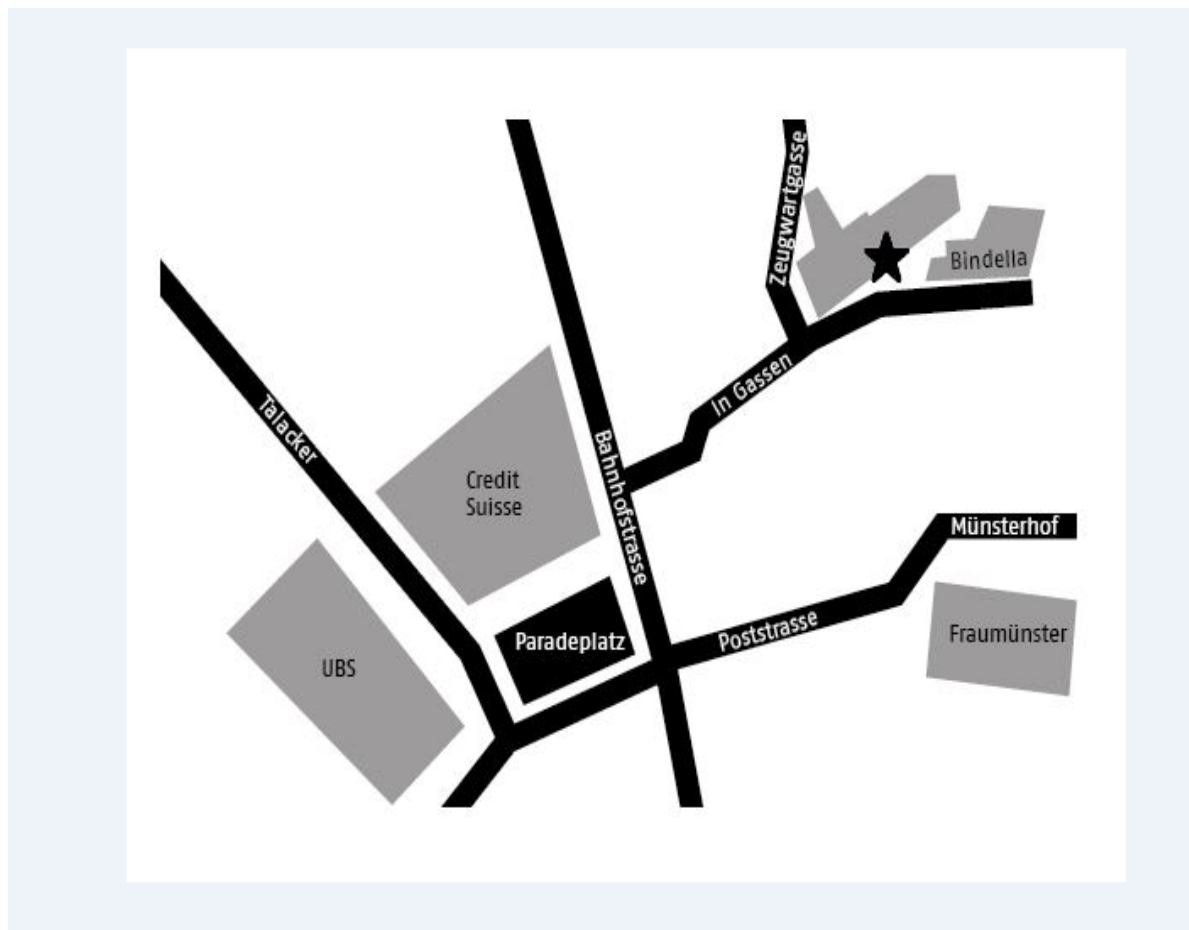 Zeugwartgasse
Bindella
In Gassen
Talacker
Bahnhofstrasse
Credit
Suisse
Münsterhof
Poststrasse
Fraumünster
Paradeplatz
UBS